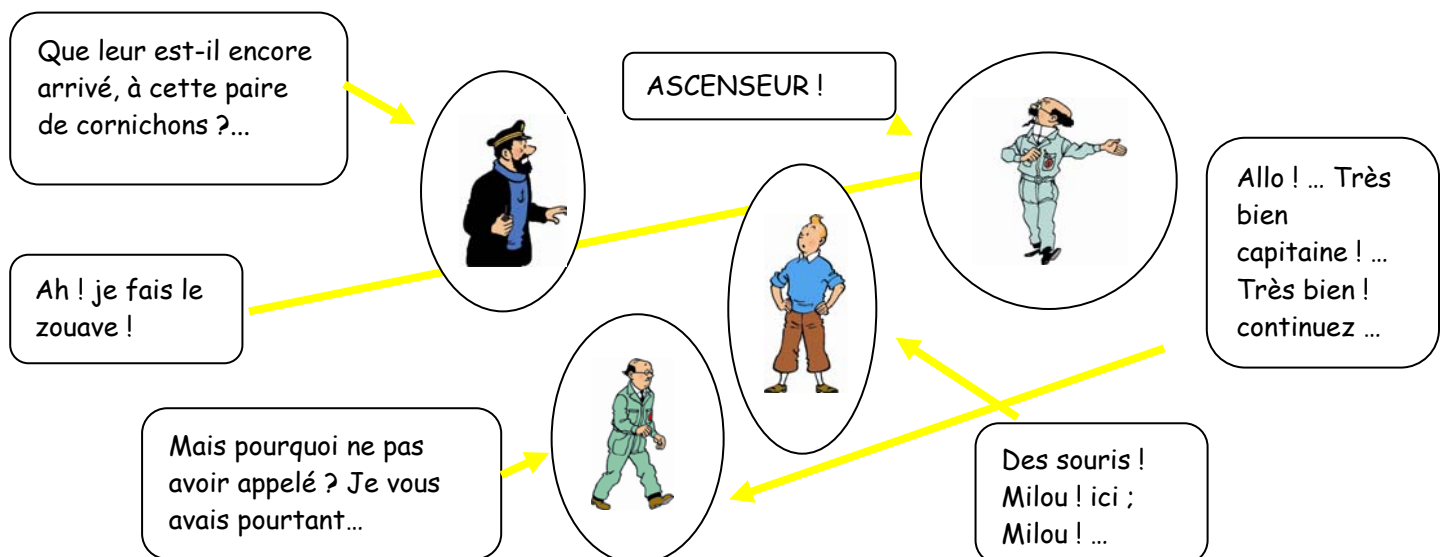 Que leur est-il encore
arrivé, à cette paire
de cornichons ?...
ASCENSEUR !
Allo ! … Très
bien
capitaine ! …
Très bien !
continuez …
Ah ! je fais le
zouave !
Mais pourquoi ne pas
avoir appelé ? Je vous
avais pourtant…
Des souris !
Milou ! ici ;
Milou ! …